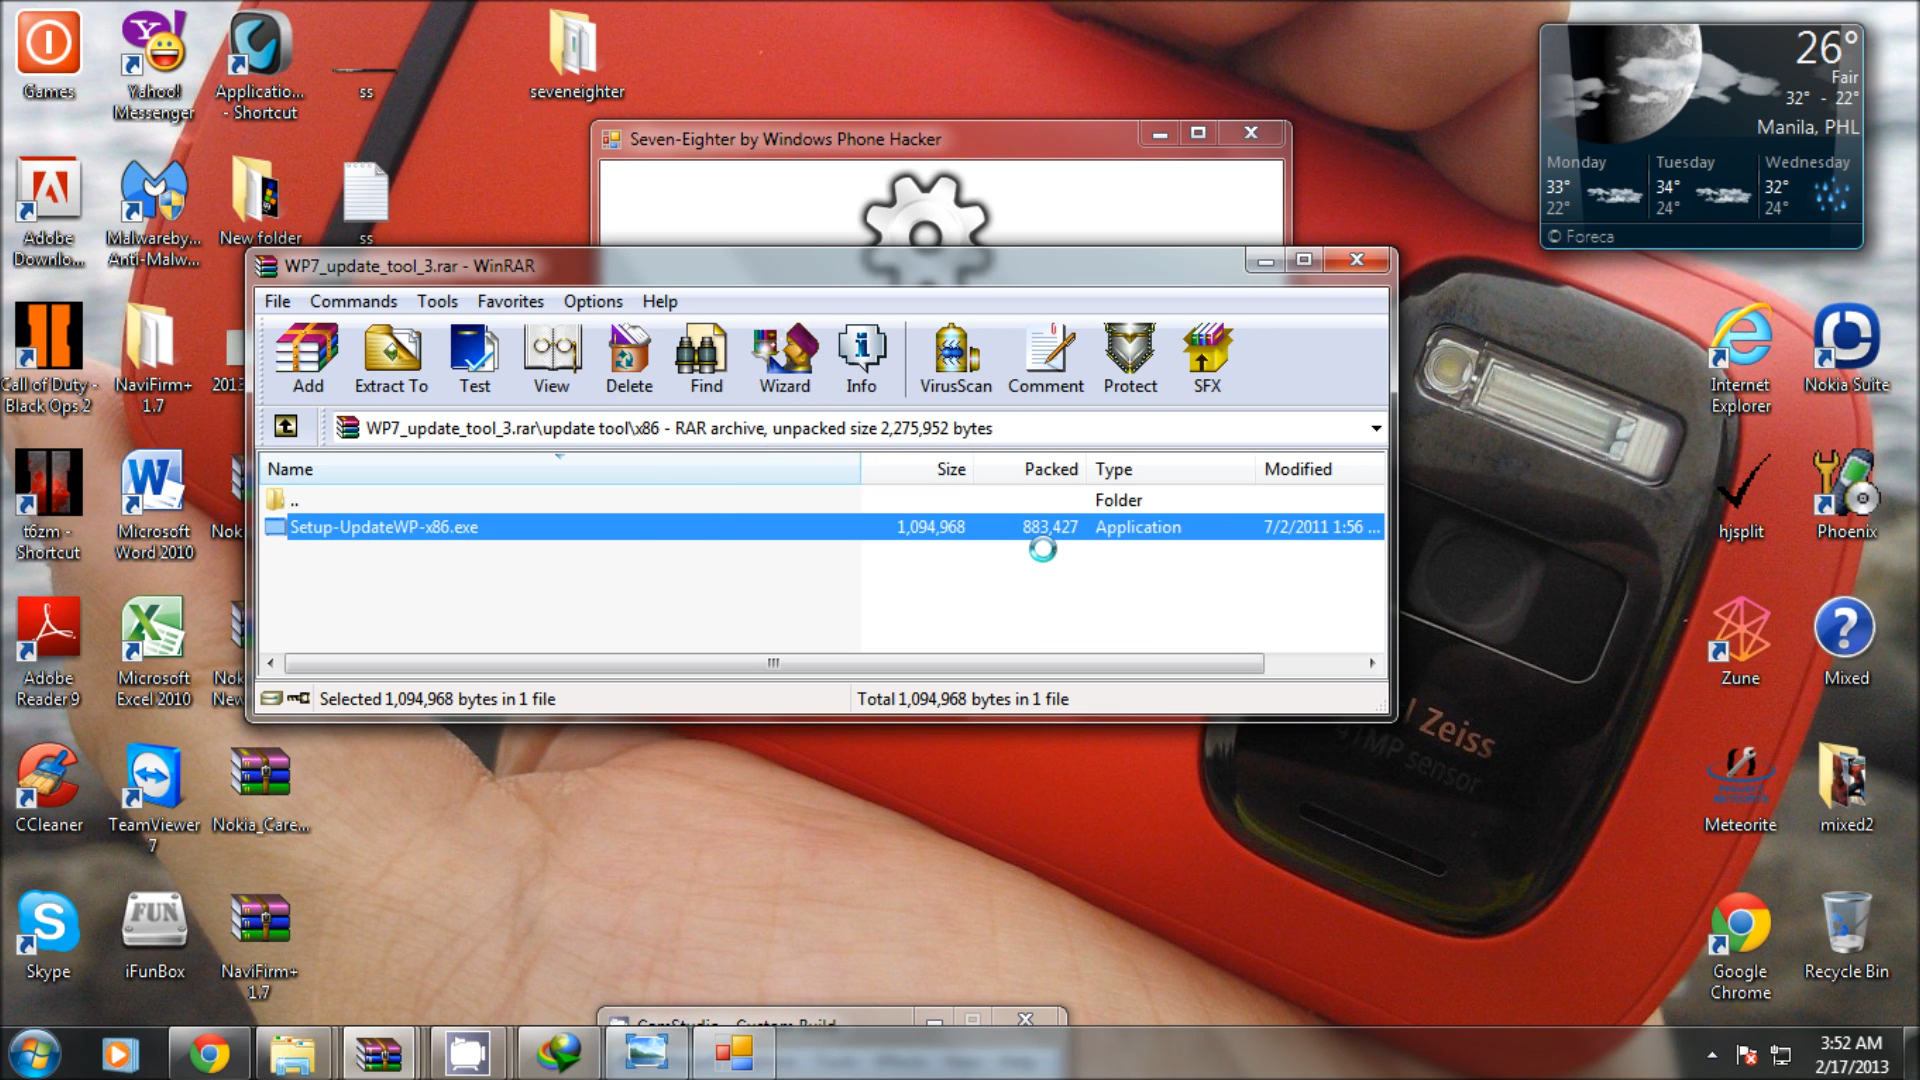 Games
Yahoo!
Messenger
Applicatio...
- Shortcut
ss
seveneighter
Adobe
Downlo...
Malwareby...
Anti-Malw...
New folder
ss
Call of Duty -
Black Ops 2
NaviFirm+
1.7
2013
t6zm -
Shortcut
Microsoft
Word 2010
Nok
Adobe
Reader 9
Microsoft
Excel 2010
Nok
New
CCleaner
TeamViewer
7
Nokia_Care...
Skype
FUN
iFunBox
NaviFirm+
1.7
Seven-Eighter by Windows Phone Hacker
WP7_update_tool_3.rar - WinRAR
File Commands Tools Favorites Options Help
Add Extract To Test View Delete Find Wizard Info VirusScan Comment Protect SFX
WP7_update_tool_3.rar\update tool\x86 - RAR archive, unpacked size 2,275,952 bytes
Name Size Packed Type Modified
.. Folder
Setup-UpdateWP-x86.exe 1,094,968 883,427 Application 7/2/2011 1:56 ...
Selected 1,094,968 bytes in 1 file
Total 1,094,968 bytes in 1 file
26°
Fair
32° - 22°
Manila, PHL
Monday Tuesday Wednesday
33° 34° 32°
22° 24° 24°
© Foreca
l Zeiss
MP sensor
Internet
Explorer
Nokia Suite
hjsplit
Phoenix
Zune
Mixed
Meteorite
mixed2
Google
Chrome
Recycle Bin
CamStudio - Custom Build
3:52 AM
2/17/2013